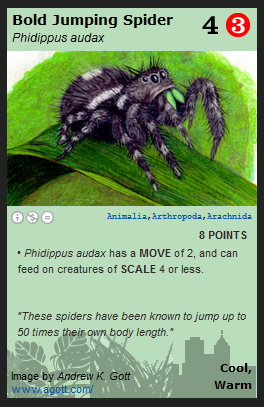 Bold Jumping Spider
Phidippus audax
4 3
Animalia, Arthropoda, Arachnida
8 POINTS
• Phidippus audax has a MOVE of 2, and can
feed on creatures of SCALE 4 or less.
"These spiders have been known to jump up to
50 times their own body length."
Image by Andrew K. Gott
www.agott.com/
Cool,
Warm